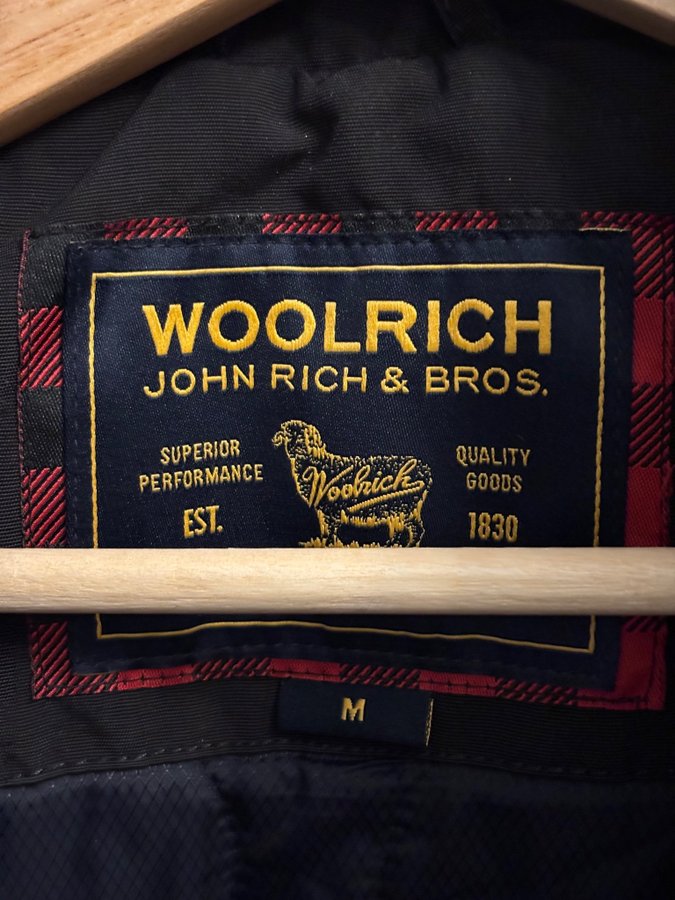 WOOLRICH
JOHN RICH & BROS.
SUPERIOR
PERFORMANCE
Woolrich
QUALITY
GOODS
EST.
1830
M